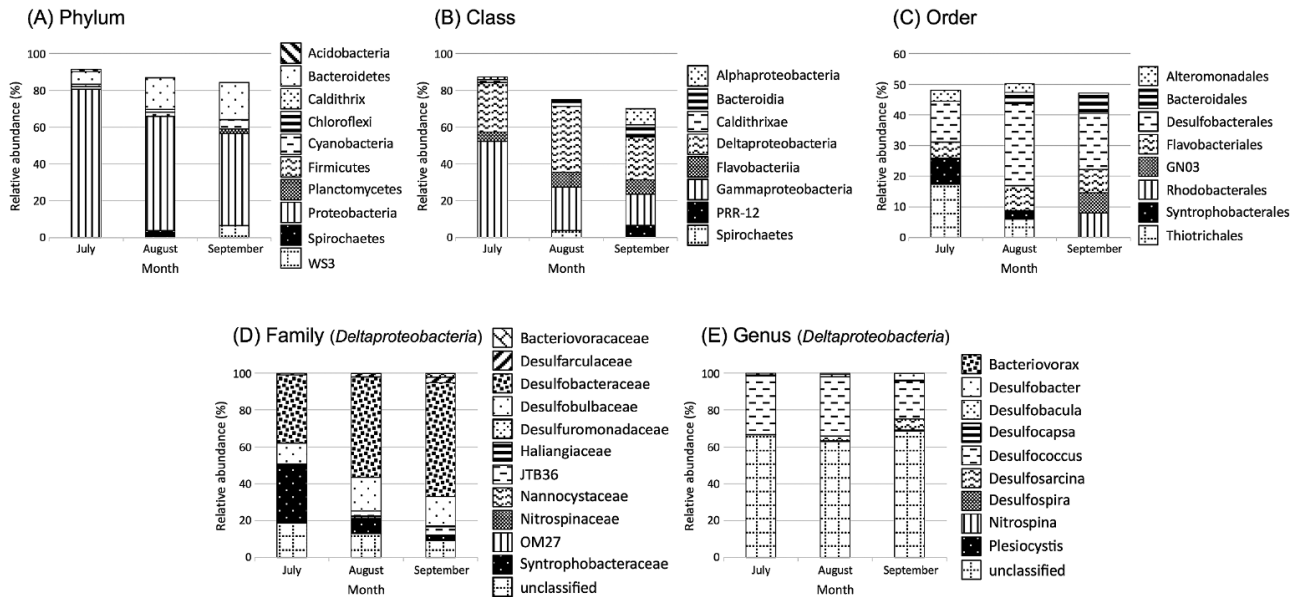 (A) Phylum
Relative abundance (%)
100
80
60
40
20
0
July
August
September
Month
Acidobacteria
Bacteroidetes
Caldithrix
Chloroflexi
Cyanobacteria
Firmicutes
Planctomycetes
Proteobacteria
Spirochaetes
WS3
(B) Class
Relative abundance (%)
100
80
60
40
20
0
July
August
September
Month
Alphaproteobacteria
Bacteroidia
Caldithrixae
Deltaproteobacteria
Flavobacteriia
Gammaproteobacteria
PRR-12
Spirochaetes
(C) Order
Relative abundance (%)
60
50
40
30
20
10
0
July
August
September
Month
Alteromonadales
Bacteroidales
Desulfobacterales
Flavobacteriales
GN03
Rhodobacterales
Syntrophobacterales
Thiotrichales
(D) Family (Deltaproteobacteria)
Relative abundance (%)
100
80
60
40
20
0
July
August
September
Month
Bacteriovoracaceae
Desulfarculaceae
Desulfobacteraceae
Desulfobulbaceae
Desulfuromonadaceae
Haliangiaceae
JTB36
Nannocystaceae
Nitrospinaceae
OM27
Syntrophobacteraceae
unclassified
(E) Genus (Deltaproteobacteria)
Relative abundance (%)
100
80
60
40
20
0
July
August
September
Month
Bacteriovorax
Desulfobacter
Desulfobacula
Desulfocapsa
Desulfococcus
Desulfosarcina
Desulfospira
Nitrospina
Plesiocystis
unclassified